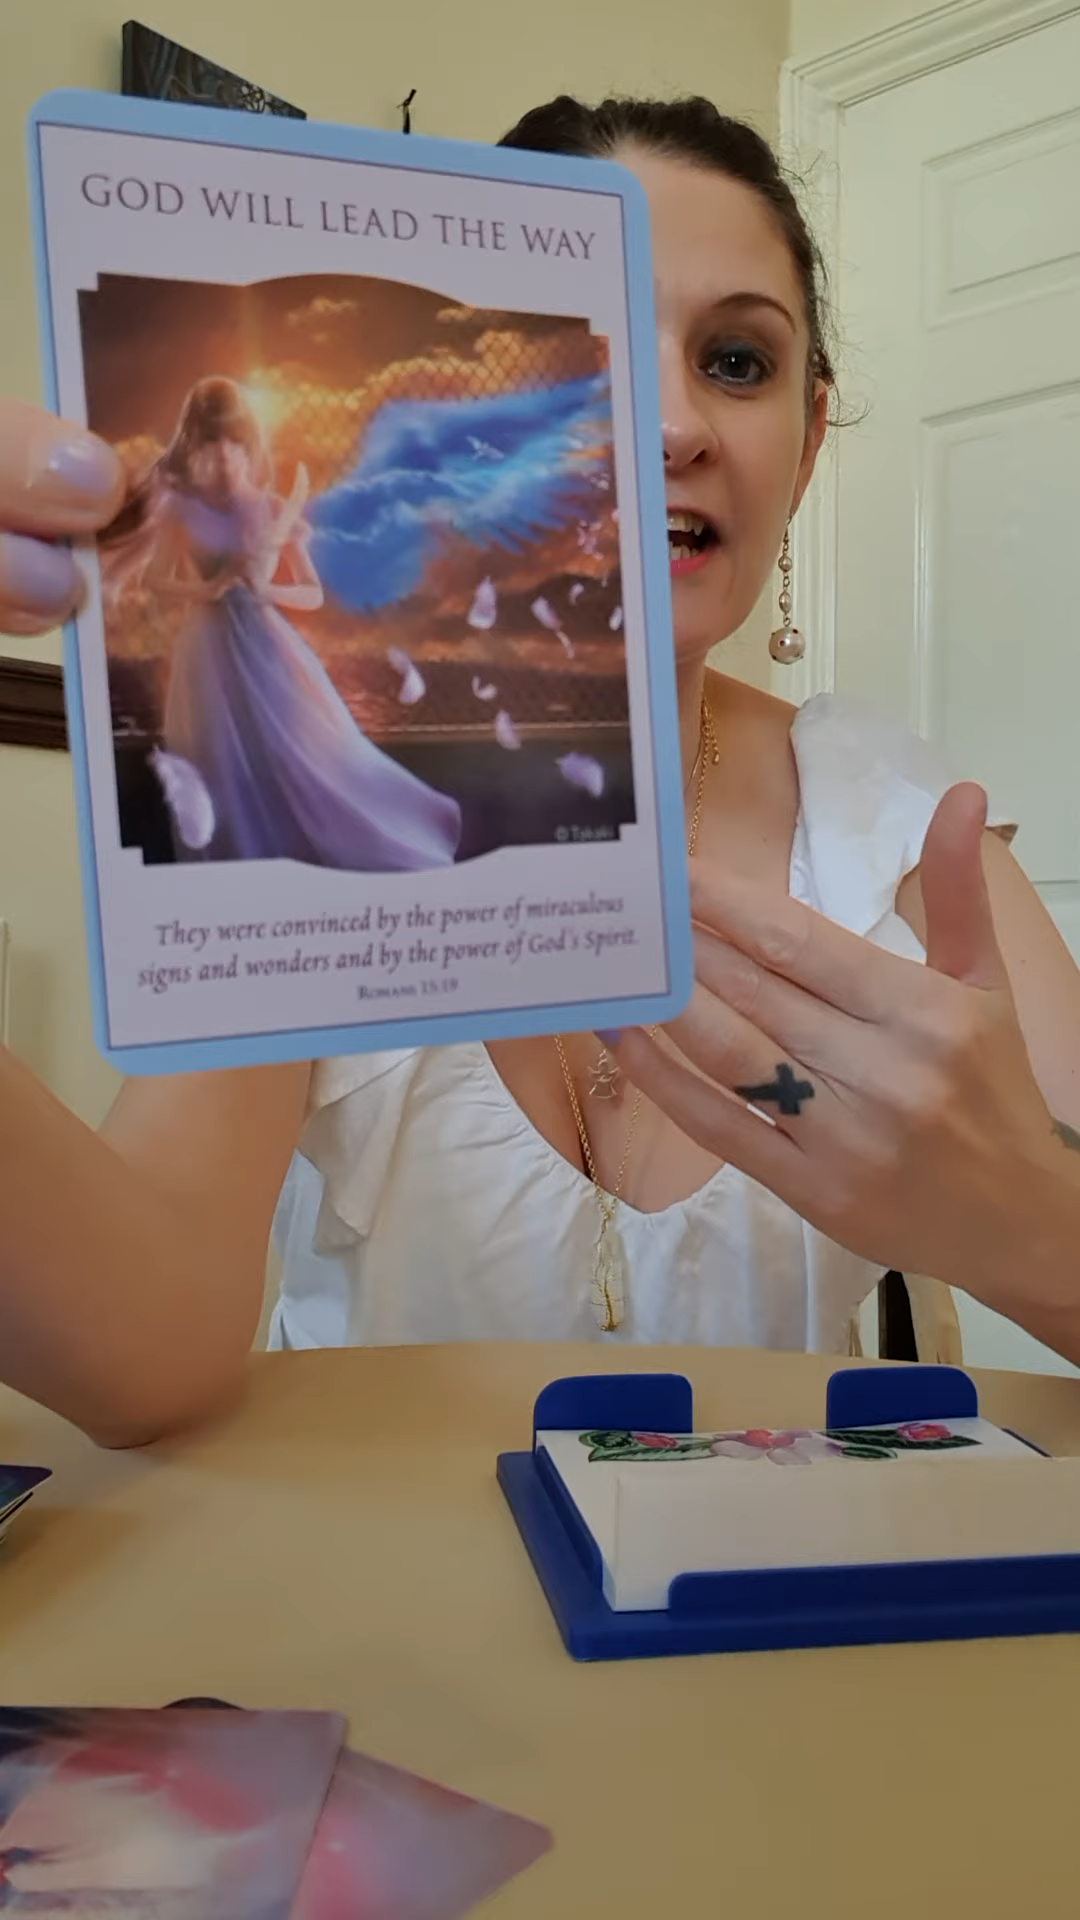 GOD WILL LEAD THE WAY
© Takaki
They were convinced by the power of miraculous
signs and wonders and by the power of God's Spirit.
ROMANS 15:19